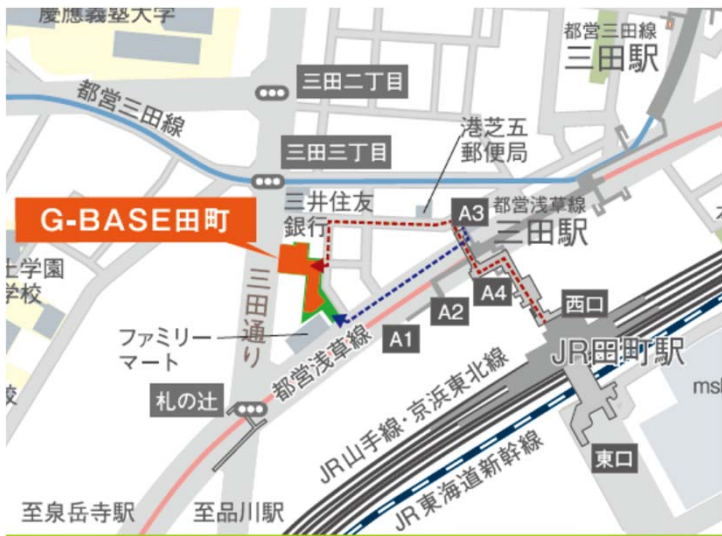 慶應義塾大学
都営三田線
三田駅
三田二丁目
都営三田線
港芝五
郵便局
三田三丁目
三井住友
銀行
G-BASE田町
A3
都営浅草線
三田駅
学園
学校
三田通り
A4
A2
西口
A1
ファミリー
マート
都営浅草線
JR田町駅
札の辻
JR山手線・京浜東北線
msb
東口
JR東海道新幹線
至泉岳寺駅
至品川駅